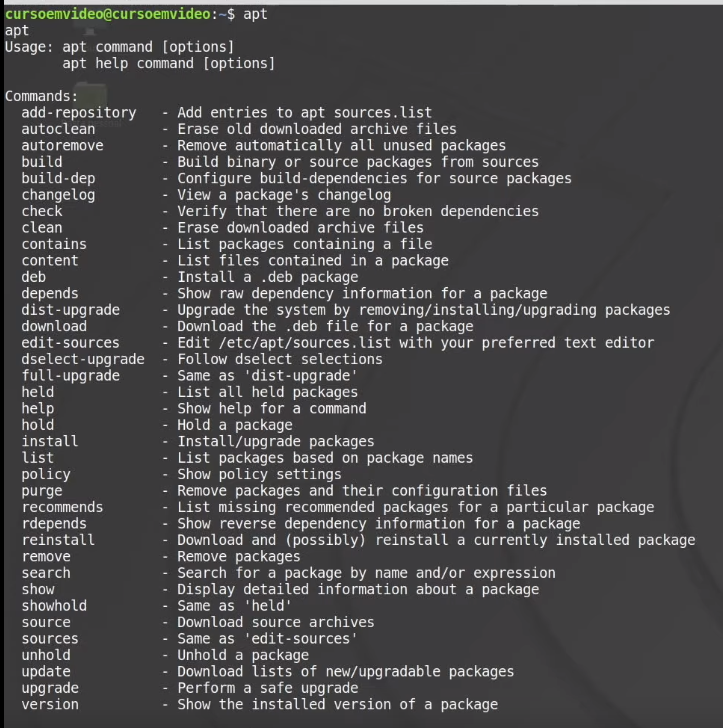 cursoemvideo@cursoemvideo:~$ apt
apt
Usage: apt command [options]
       apt help command [options]

Commands:
  add-repository   - Add entries to apt sources.list
  autoclean        - Erase old downloaded archive files
  autoremove       - Remove automatically all unused packages
  build            - Build binary or source packages from sources
  build-dep        - Configure build-dependencies for source packages
  changelog        - View a package's changelog
  check            - Verify that there are no broken dependencies
  clean            - Erase downloaded archive files
  contains         - List packages containing a file
  content          - List files contained in a package
  deb              - Install a .deb package
  depends          - Show raw dependency information for a package
  dist-upgrade     - Upgrade the system by removing/installing/upgrading packages
  download         - Download the .deb file for a package
  edit-sources     - Edit /etc/apt/sources.list with your preferred text editor
  dselect-upgrade  - Follow dselect selections
  full-upgrade     - Same as 'dist-upgrade'
  held             - List all held packages
  help             - Show help for a command
  hold             - Hold a package
  install          - Install/upgrade packages
  list             - List packages based on package names
  policy           - Show policy settings
  purge            - Remove packages and their configuration files
  recommends       - List missing recommended packages for a particular package
  rdepends         - Show reverse dependency information for a package
  reinstall        - Download and (possibly) reinstall a currently installed package
  remove           - Remove packages
  search           - Search for a package by name and/or expression
  show             - Display detailed information about a package
  showhold         - Same as 'held'
  source           - Download source archives
  sources          - Same as 'edit-sources'
  unhold           - Unhold a package
  update           - Download lists of new/upgradable packages
  upgrade          - Perform a safe upgrade
  version          - Show the installed version of a package